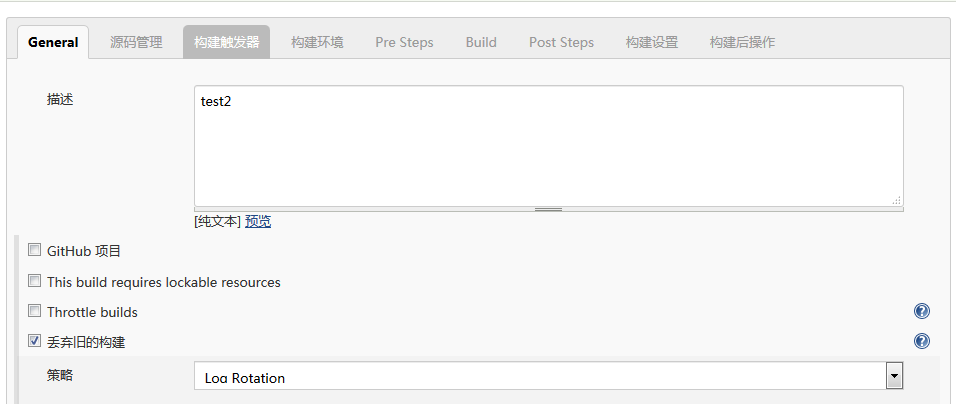 General 源码管理 构建触发器 构建环境 Pre Steps Build Post Steps 构建设置 构建后操作
描述 test2
[纯文本] 预览
GitHub 项目
This build requires lockable resources
Throttle builds
丢弃旧的构建
策略 Log Rotation